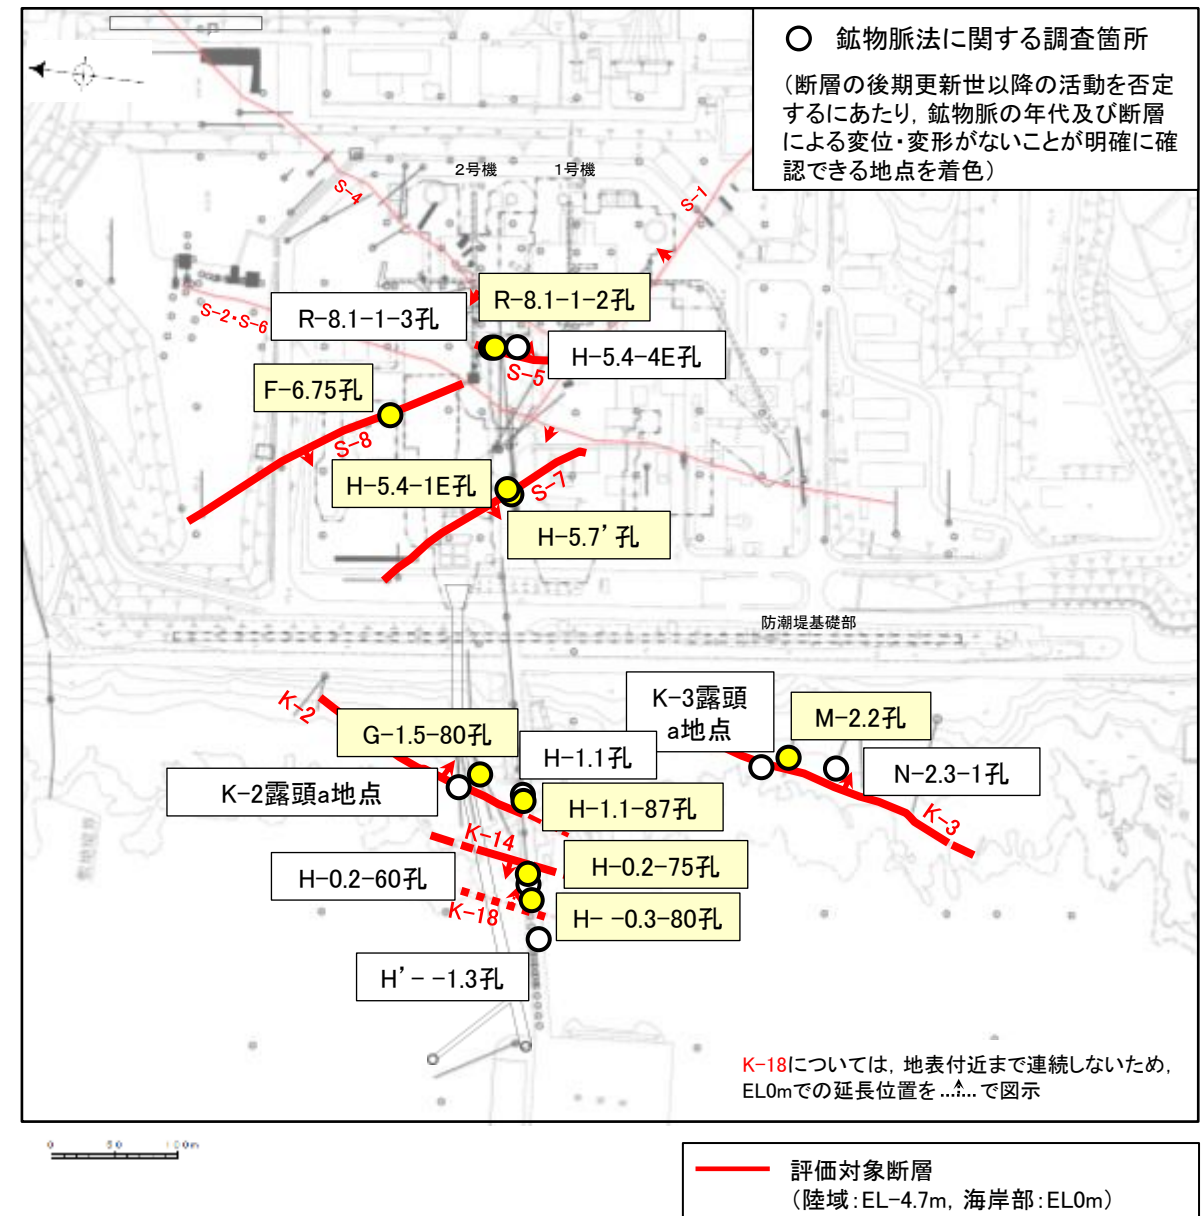 ○ 鉱物脈法に関する調査箇所
(断層の後期更新世以降の活動を否定
するにあたり, 鉱物脈の年代及び断層
による変位・変形がないことが明確に確
認できる地点を着色)
2号機
1号機
S-4
S-1
S-2・S-6
R-8.1-1-2孔
R-8.1-1-3孔
H-5.4-4E孔
S-5
F-6.75孔
S-8
H-5.4-1E孔
S-7
H-5.7’孔
防潮堤基礎部
K-2
K-3露頭
a地点
M-2.2孔
G-1.5-80孔
H-1.1孔
N-2.3-1孔
K-2露頭a地点
H-1.1-87孔
K-3
K-14
H-0.2-75孔
H-0.2-60孔
K-18
H- -0.3-80孔
H’- -1.3孔
K-18については, 地表付近まで連続しないため,
EL0mでの延長位置を で図示
0 50 100m
評価対象断層
(陸域:EL-4.7m, 海岸部:EL0m)